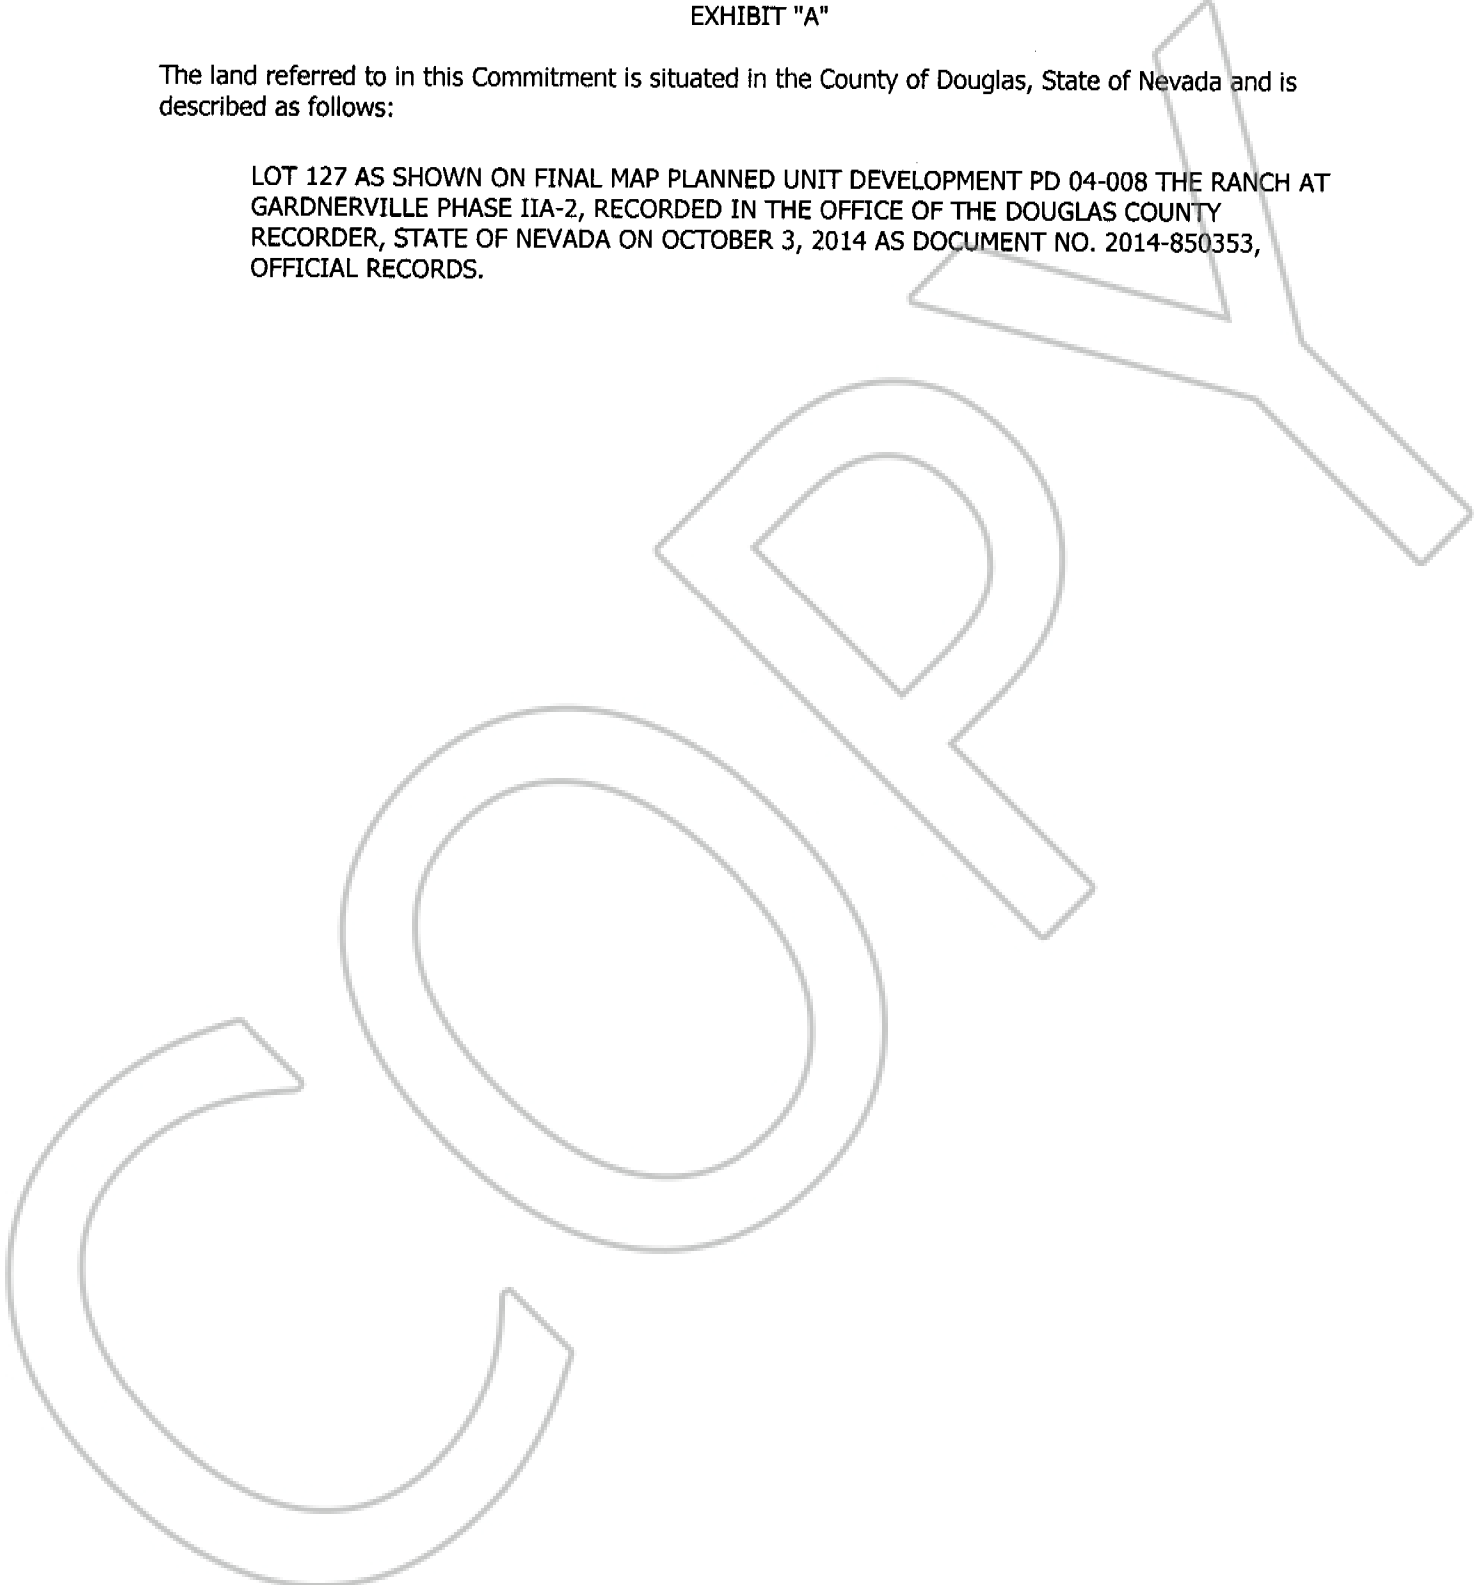 EXHIBIT "A"
The land referred to in this Commitment is situated in the County of Douglas, State of Nevada and is
described as follows:
LOT 127 AS SHOWN ON FINAL MAP PLANNED UNIT DEVELOPMENT PD 04-008 THE RANCH AT
GARDNERVILLE PHASE IIA-2, RECORDED IN THE OFFICE OF THE DOUGLAS COUNTY
RECORDER, STATE OF NEVADA ON OCTOBER 3, 2014 AS DOCUMENT NO. 2014-850353,
OFFICIAL RECORDS.
COPY